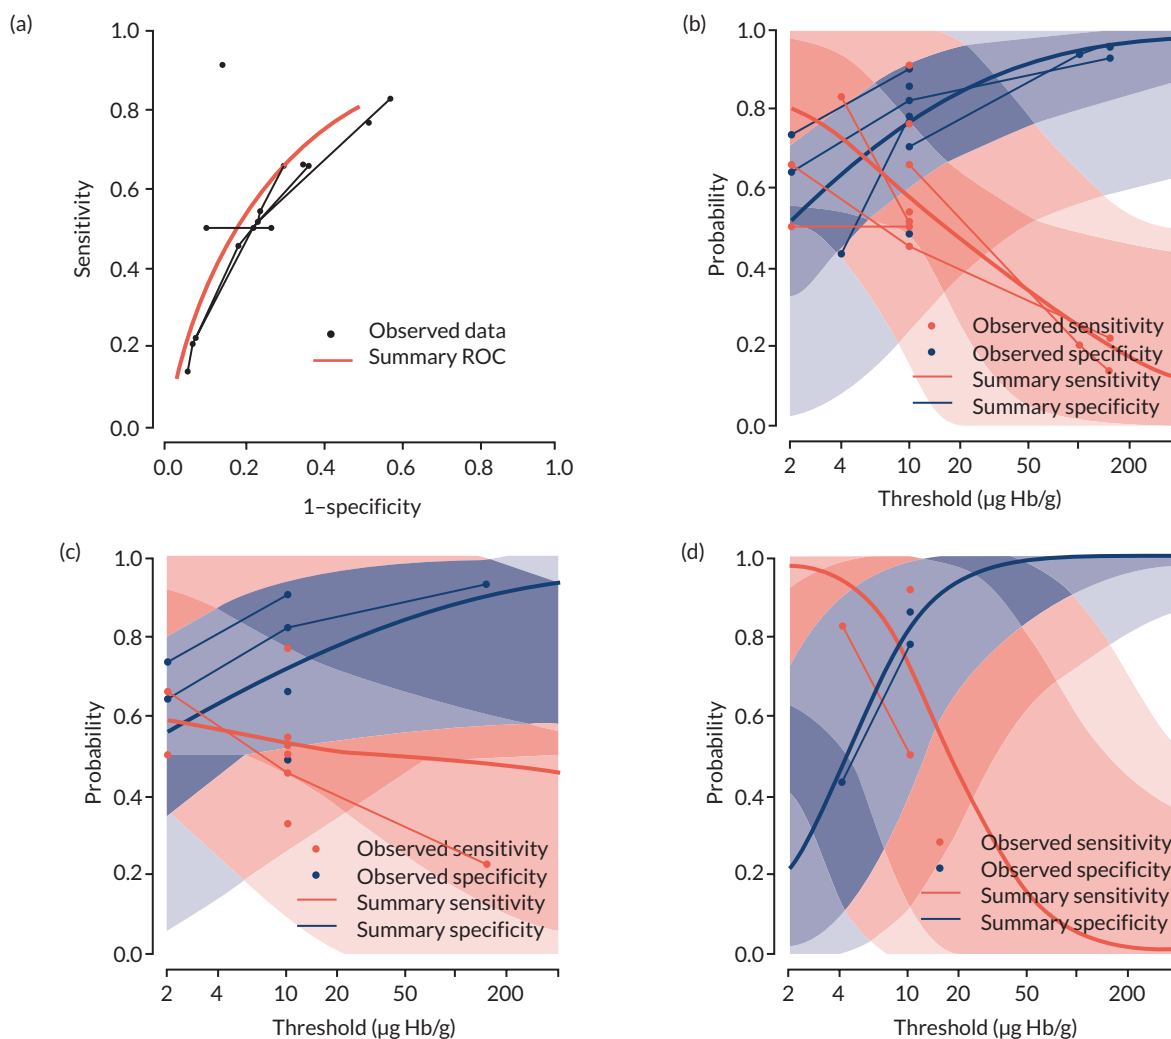 (a)
1.0
0.8
0.6
0.4
0.2
0.0
Sensitivity
Observed data
Summary ROC
0.0 0.2 0.4 0.6 0.8 1.0
1–specificity
(b)
1.0
0.8
0.6
0.4
0.2
0.0
Probability
Observed sensitivity
Observed specificity
Summary sensitivity
Summary specificity
2 4 10 20 50 200
Threshold (µg Hb/g)
(c)
1.0
0.8
0.6
0.4
0.2
0.0
Probability
Observed sensitivity
Observed specificity
Summary sensitivity
Summary specificity
2 4 10 20 50 200
Threshold (µg Hb/g)
(d)
1.0
0.8
0.6
0.4
0.2
0.0
Probability
Observed sensitivity
Observed specificity
Summary sensitivity
Summary specificity
2 4 10 20 50 200
Threshold (µg Hb/g)